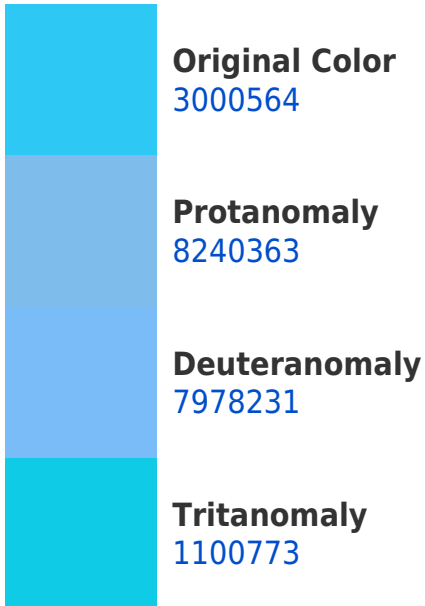 Original Color
3000564
Protanomaly
8240363
Deuteranomaly
7978231
Tritanomaly
1100773